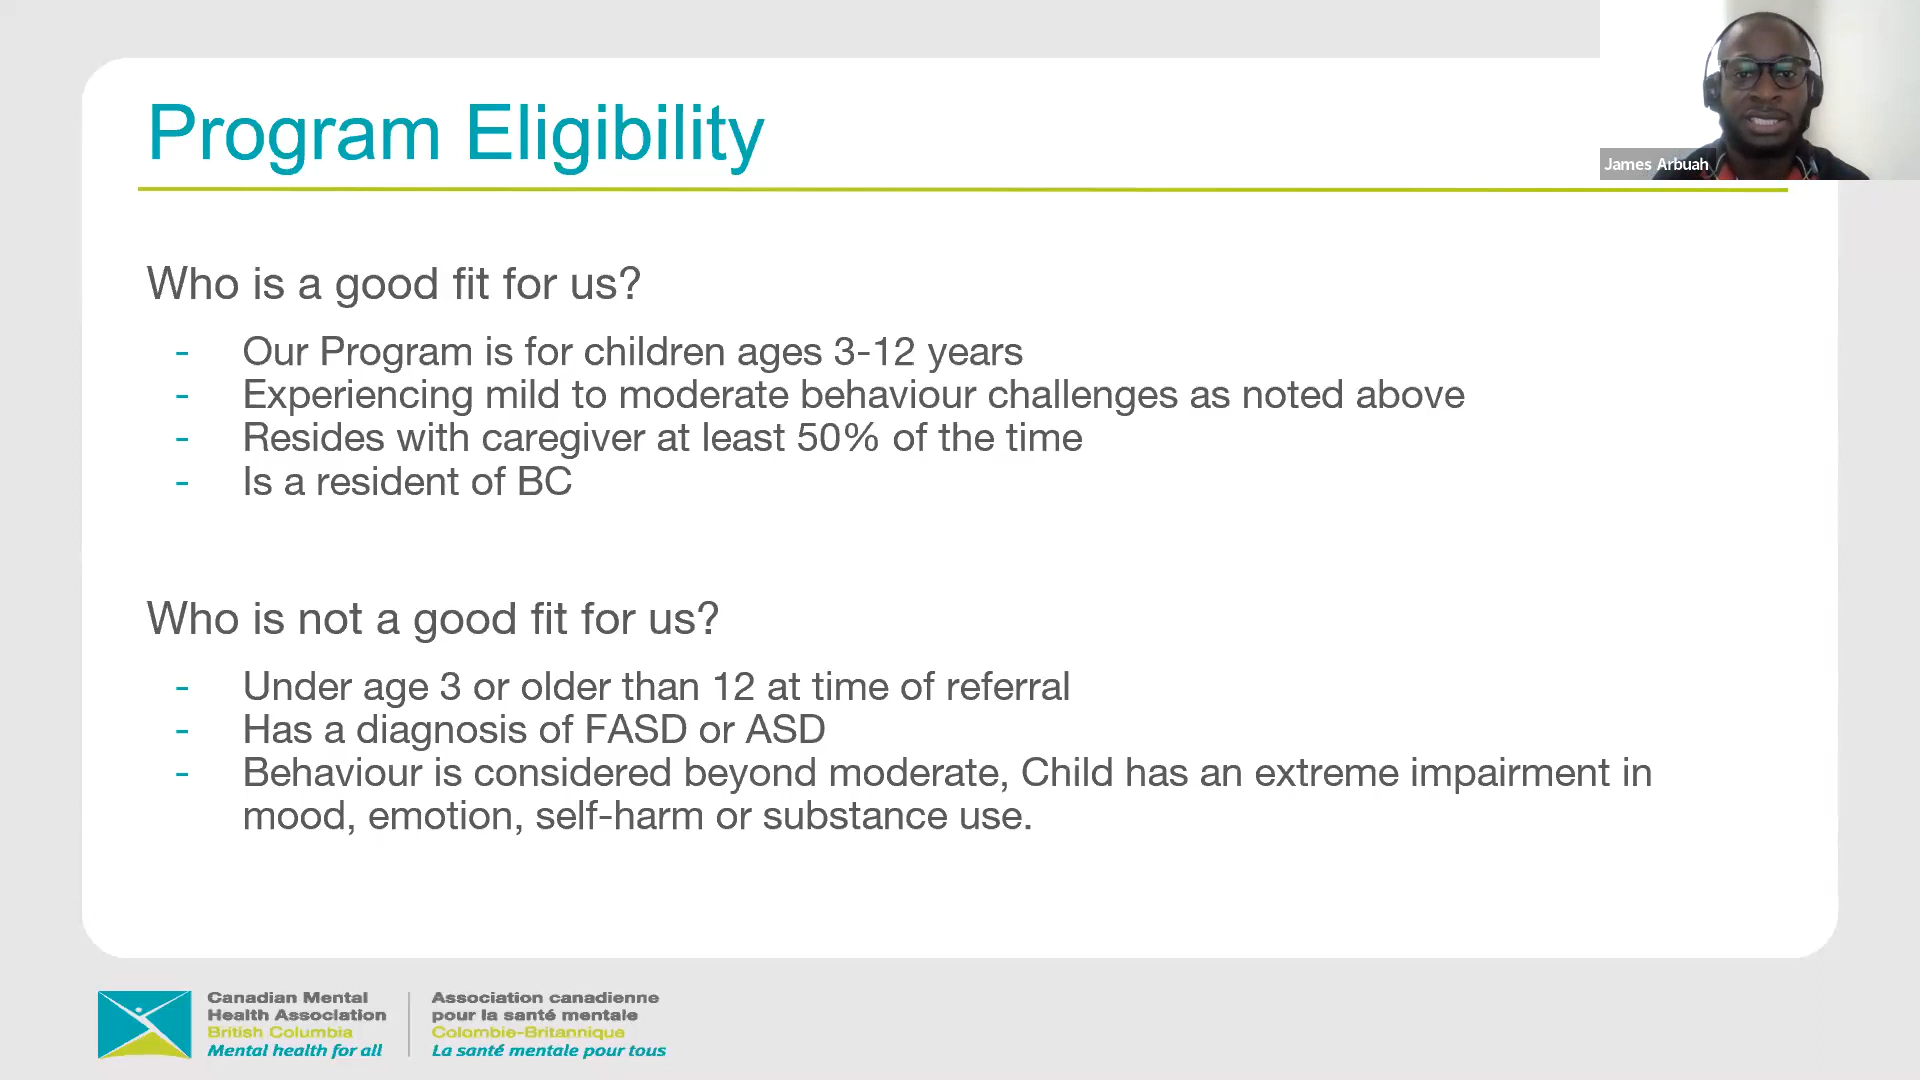 Program Eligibility
James Arbuah
Who is a good fit for us?
- Our Program is for children ages 3-12 years
- Experiencing mild to moderate behaviour challenges as noted above
- Resides with caregiver at least 50% of the time
- Is a resident of BC
Who is not a good fit for us?
- Under age 3 or older than 12 at time of referral
- Has a diagnosis of FASD or ASD
- Behaviour is considered beyond moderate, Child has an extreme impairment in
mood, emotion, self-harm or substance use.
Canadian Mental
Health Association
British Columbia
Mental health for all
Association canadienne
pour la santé mentale
Colombie-Britannique
La santé mentale pour tous